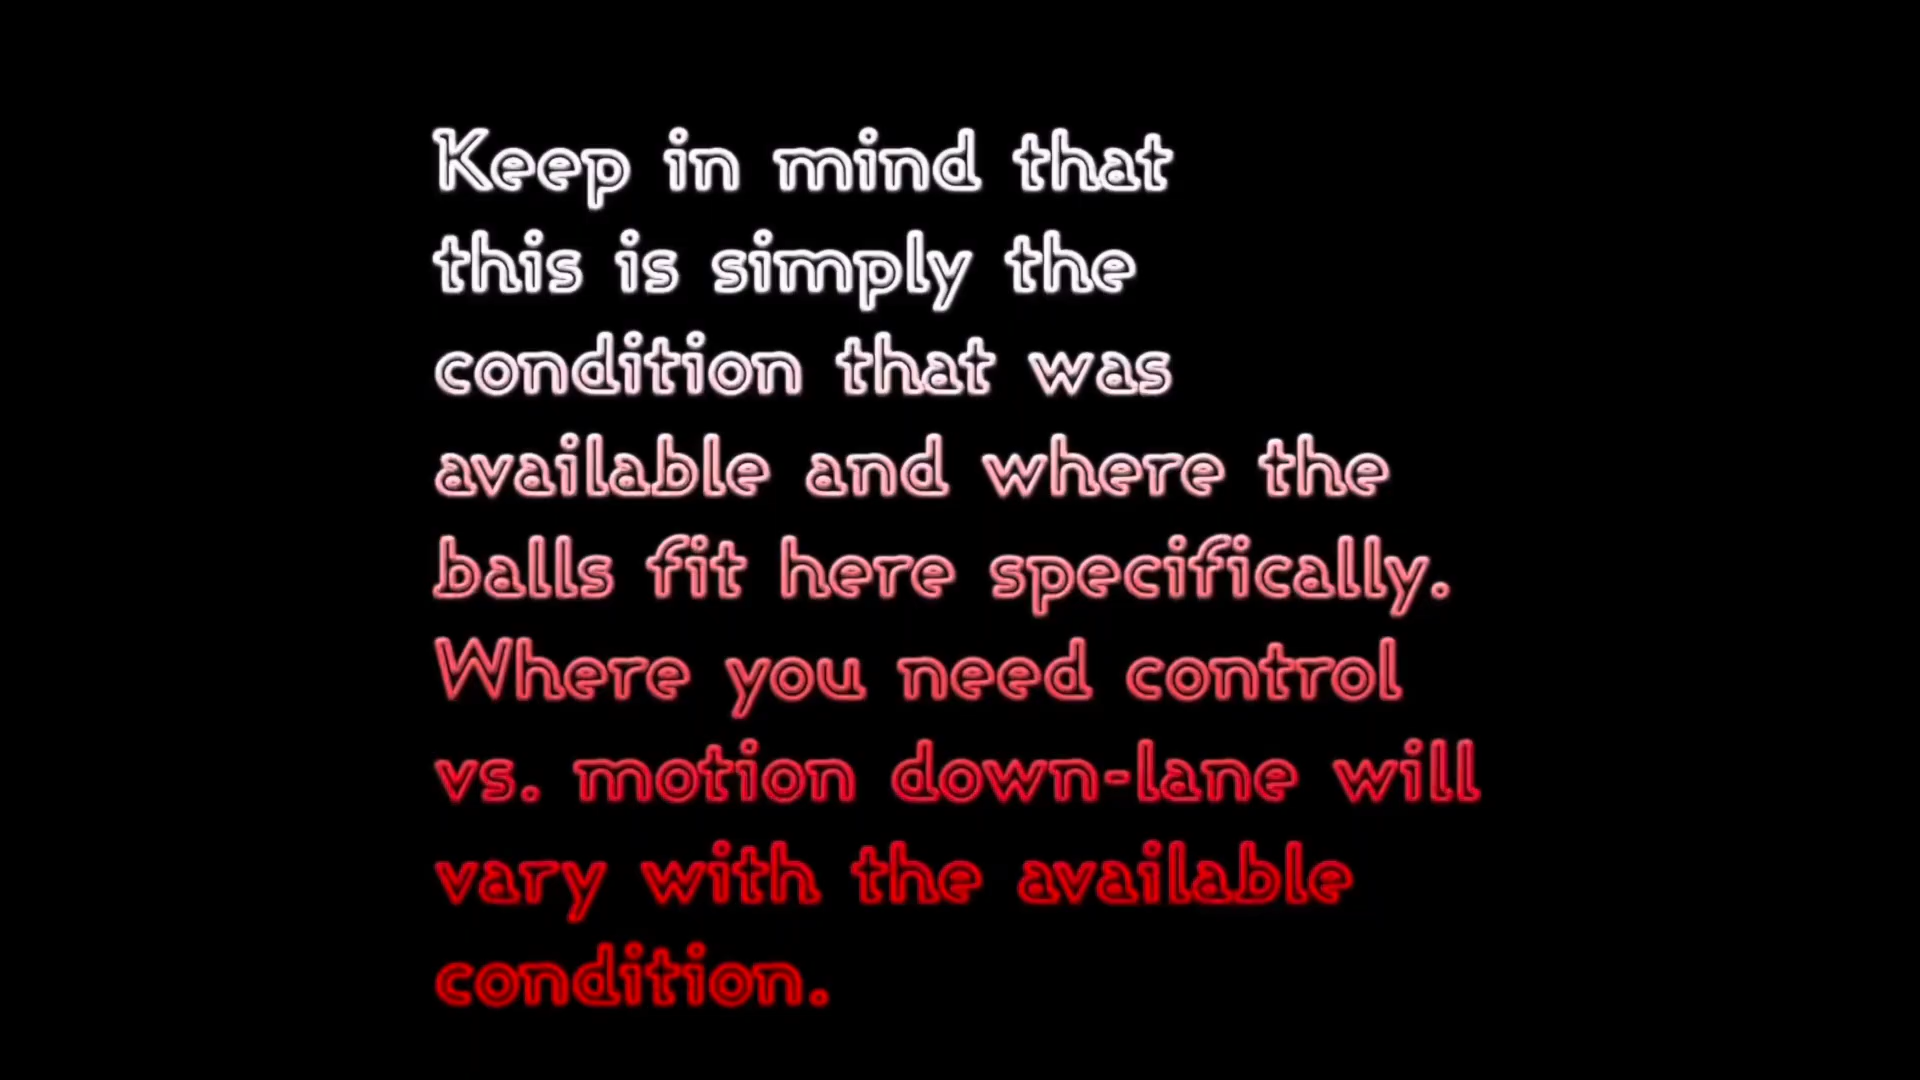 Keep in mind that
this is simply the
condition that was
available and where the
balls fit here specifically.
Where you need control
vs. motion down-lane will
vary with the available
condition.